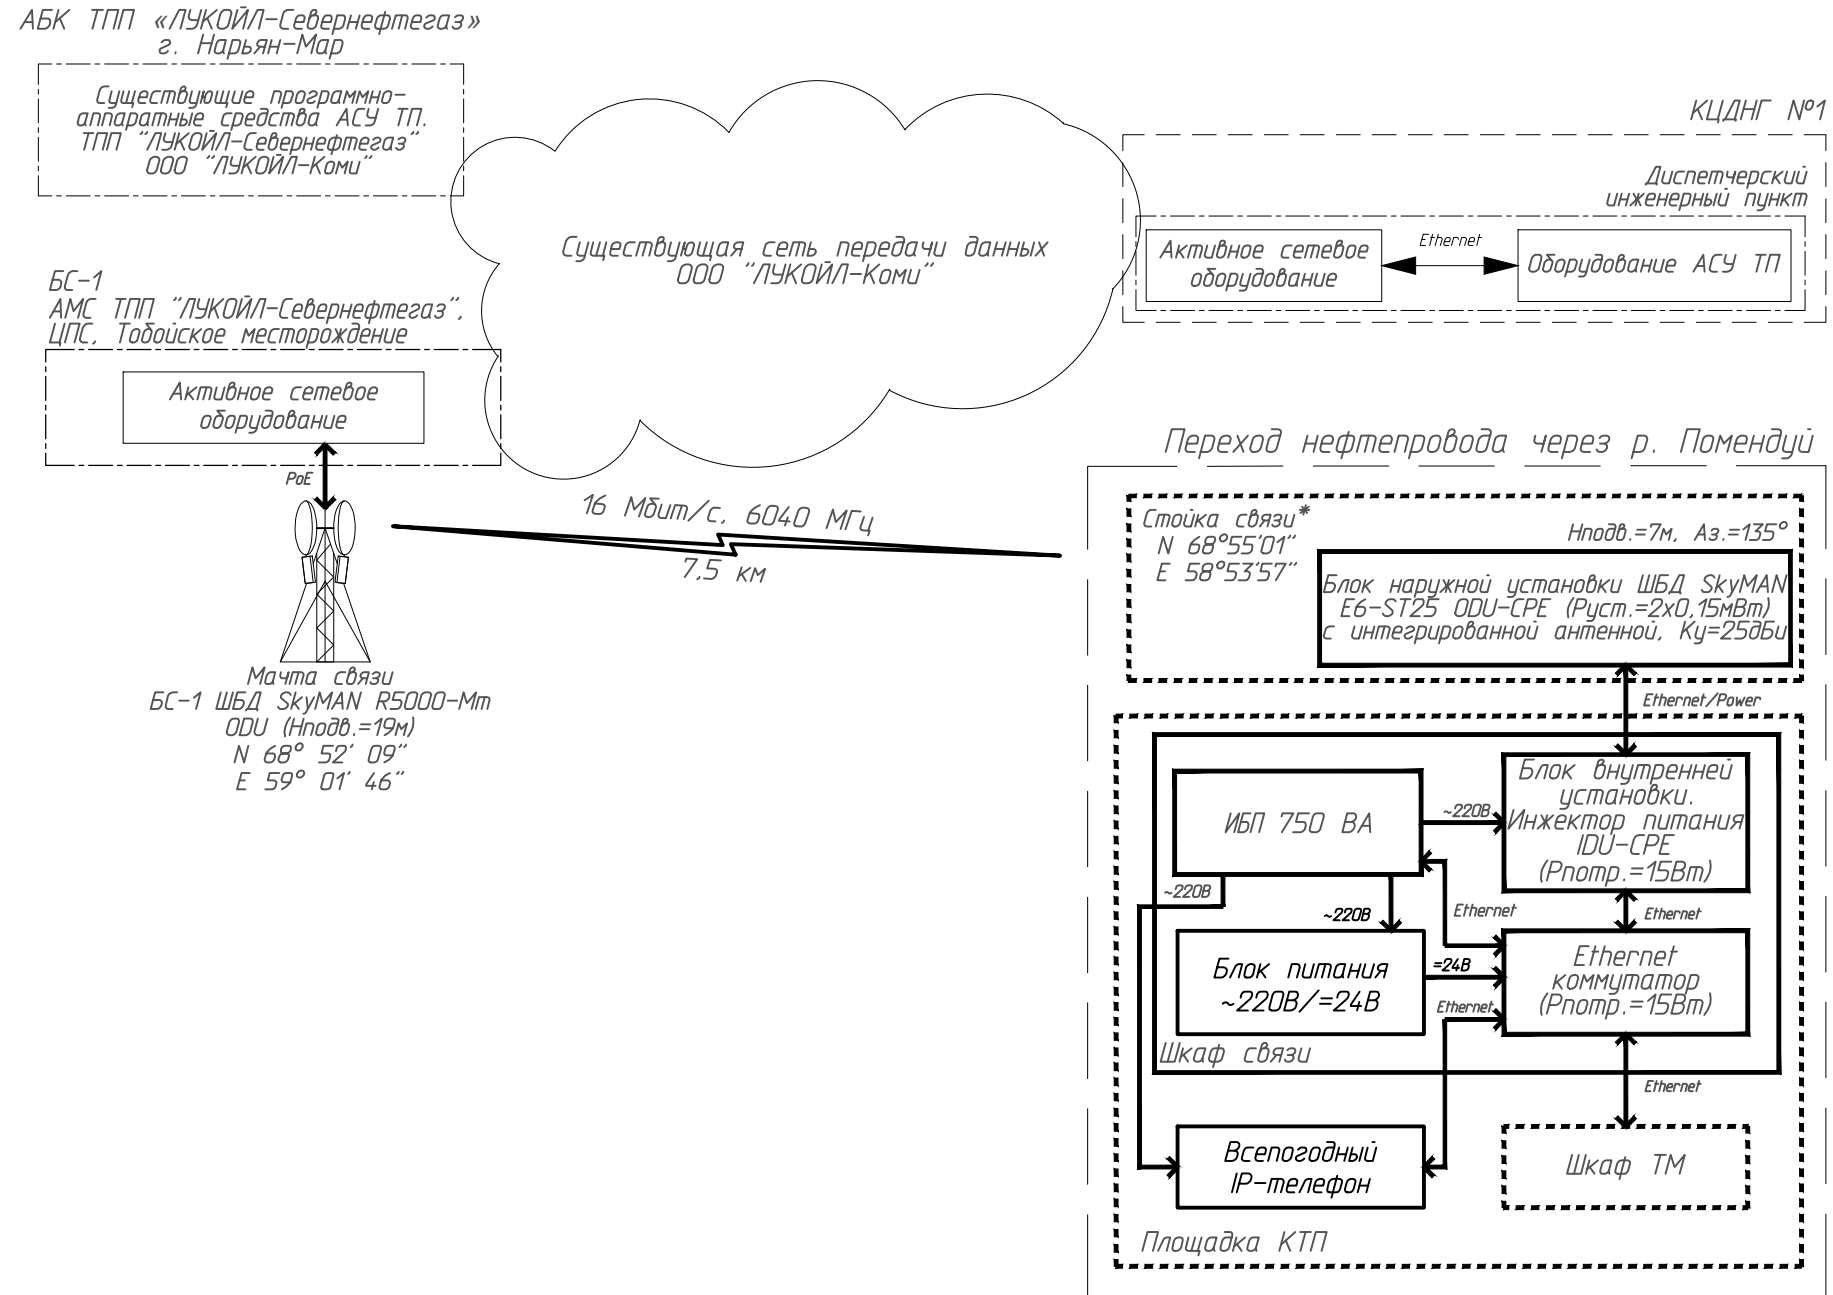 АБК ТПП «ЛУКОЙЛ-Севернефтегаз»
г. Нарьян-Мар
Существующие программно-
аппаратные средства АСУ ТП.
ТПП "ЛУКОЙЛ-Севернефтегаз"
ООО "ЛУКОЙЛ-Коми"
Существующая сеть передачи данных
ООО "ЛУКОЙЛ-Коми"
КЦДНГ №1
Диспетчерский
инженерный пункт
Активное сетевое
оборудование
Ethernet
Оборудование АСУ ТП
БС-1
АМС ТПП "ЛУКОЙЛ-Севернефтегаз",
ЦПС, Тобойское месторождение
Активное сетевое
оборудование
PoE
16 Мбит/с, 6040 МГц
7,5 км
Мачта связи
БС-1 ШБД SkyMAN R5000-Mm
ODU (Нподв.=19м)
N 68° 52' 09"
E 59° 01' 46"
Переход нефтепровода через р. Помендуй
Стойка связи*
N 68°55'01"
E 58°53'57"
Нподв.=7м, Аз.=135°
Блок наружной установки ШБД SkyMAN
E6-ST25 ODU-CPE (Руст.=2х0,15мВт)
с интегрированной антенной, Ку=25дБи
Ethernet/Power
ИБП 750 ВА
~220В
Блок внутренней
установки.
Инжектор питания
IDU-CPE
(Рпотр.=15Вт)
~220В
~220В
Ethernet
Ethernet
Блок питания
~220В/=24В
=24В
Ethernet
коммутатор
(Рпотр.=15Вт)
Ethernet
Шкаф связи
Ethernet
Всепогодный
IP-телефон
Шкаф ТМ
Площадка КТП